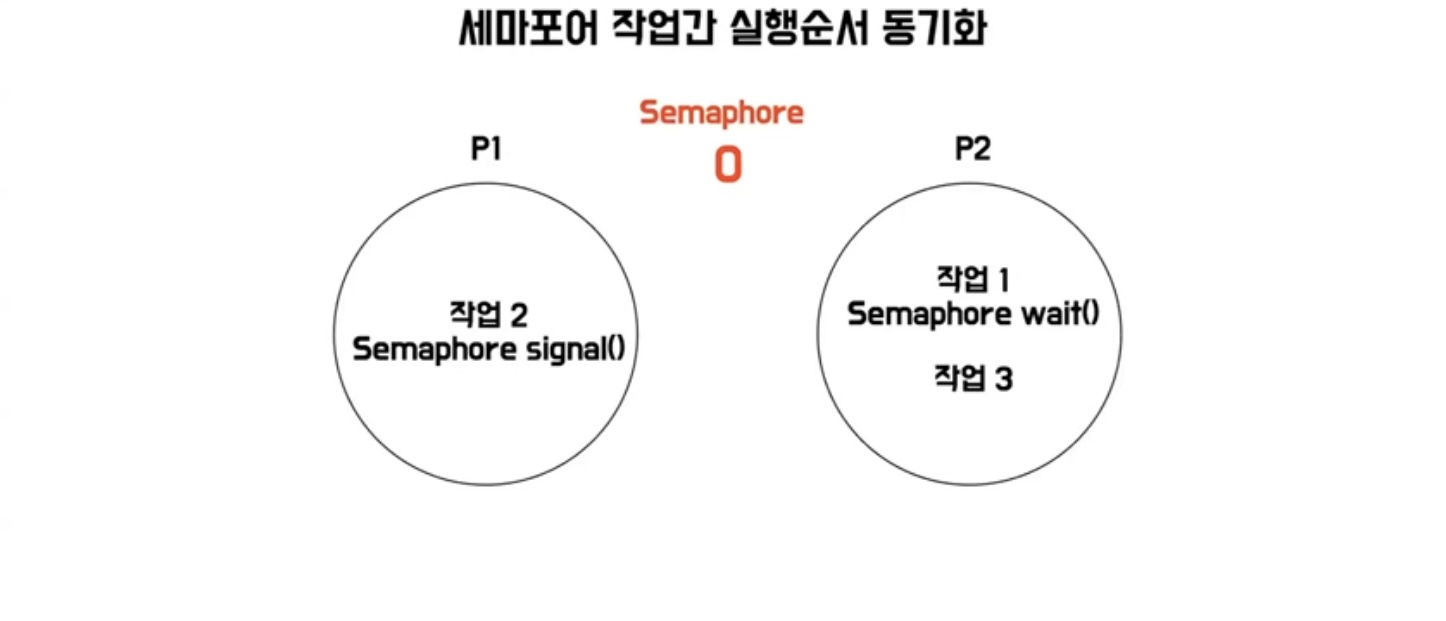 세마포어 작업간 실행순서 동기화
Semaphore
0
P1
작업 2
Semaphore signal()
P2
작업 1
Semaphore wait()
작업 3